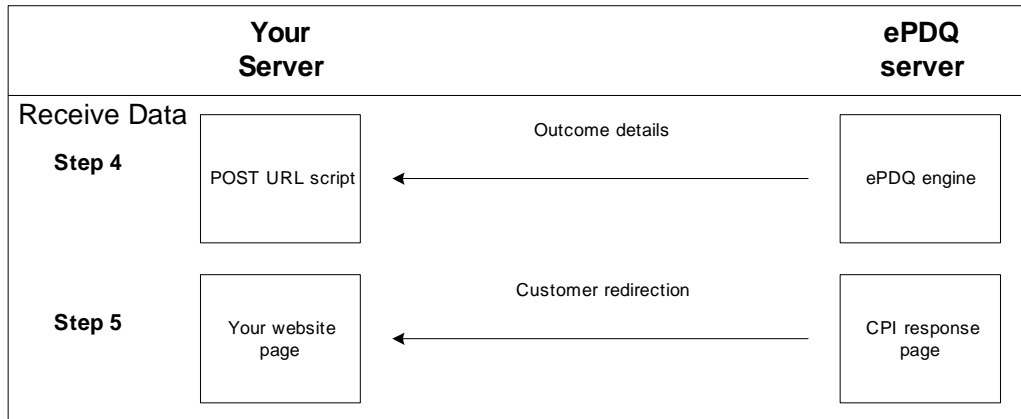 Your
Server
ePDQ
server
Receive Data
Step 4
POST URL script
Outcome details
ePDQ engine
Step 5
Your website
page
Customer redirection
CPI response
page